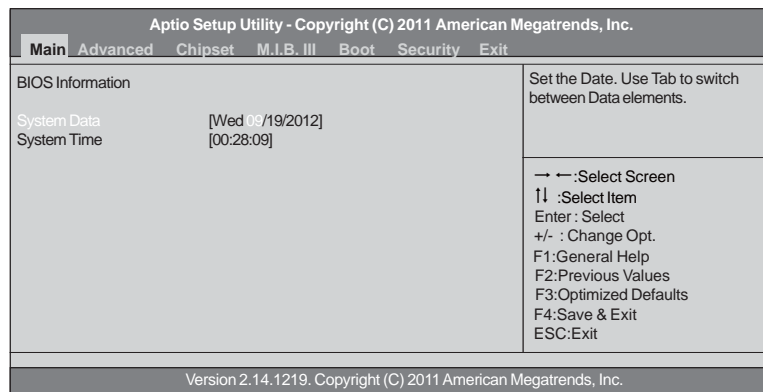 Aptio Setup Utility - Copyright (C) 2011 American Megatrends, Inc.
Main Advanced Chipset M.I.B. III Boot Security Exit
BIOS Information
System Data [Wed 09/19/2012]
System Time [00:28:09]
Set the Date. Use Tab to switch
between Data elements.
→ ←:Select Screen
↑↓ :Select Item
Enter : Select
+/- : Change Opt.
F1:General Help
F2:Previous Values
F3:Optimized Defaults
F4:Save & Exit
ESC:Exit
Version 2.14.1219. Copyright (C) 2011 American Megatrends, Inc.